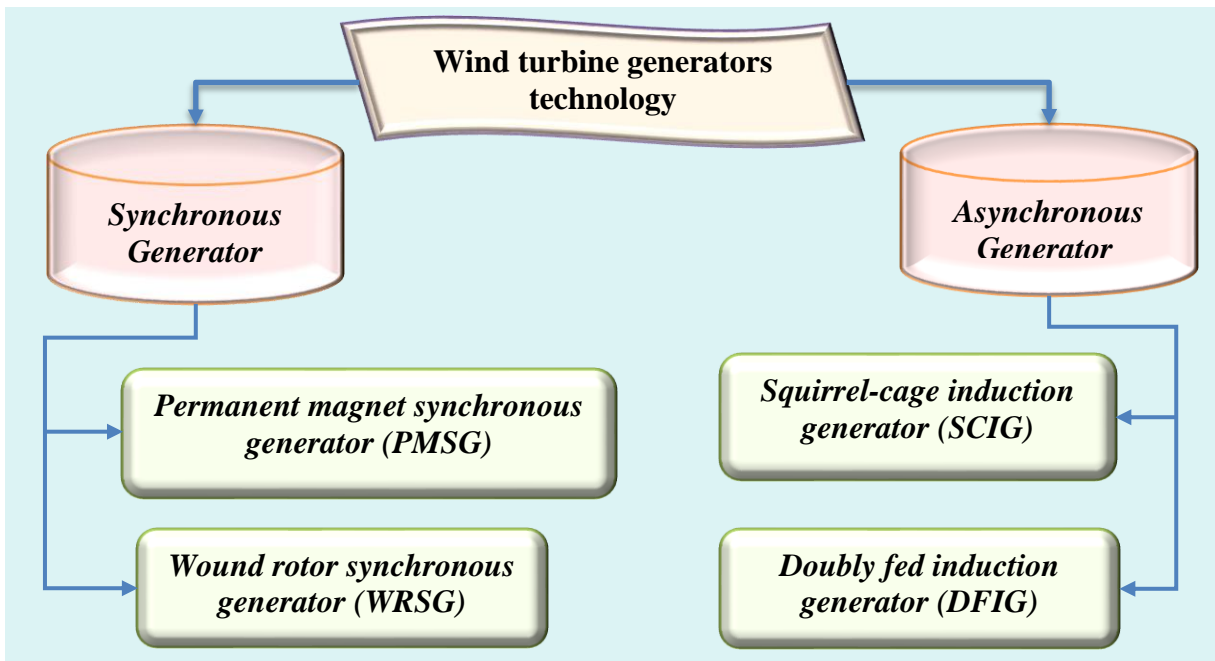 Wind turbine generators
technology
Synchronous
Generator
Asynchronous
Generator
Permanent magnet synchronous
generator (PMSG)
Wound rotor synchronous
generator (WRSG)
Squirrel-cage induction
generator (SCIG)
Doubly fed induction
generator (DFIG)